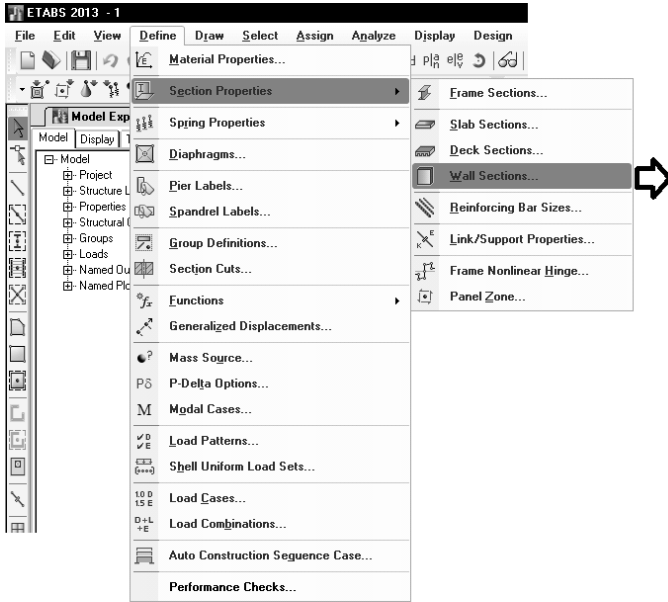 ETABS 2013 - 1
File Edit View Define Draw Select Assign Analyze Display Design
Model Exp
Model Display
Model
Project
Structure L
Properties
Structural
Groups
Loads
Named Ou
Named Plo
Material Properties...
Section Properties
Spring Properties
Diaphragms...
Pier Labels...
Spandrel Labels...
Group Definitions...
Section Cuts...
Functions
Generalized Displacements...
Mass Source...
Pδ P-Delta Options...
M Modal Cases...
Load Patterns...
Shell Uniform Load Sets...
Load Cases...
Load Combinations...
Auto Construction Sequence Case...
Performance Checks...
Frame Sections...
Slab Sections...
Deck Sections...
Wall Sections...
Reinforcing Bar Sizes...
Link/Support Properties...
Frame Nonlinear Hinge...
Panel Zone...